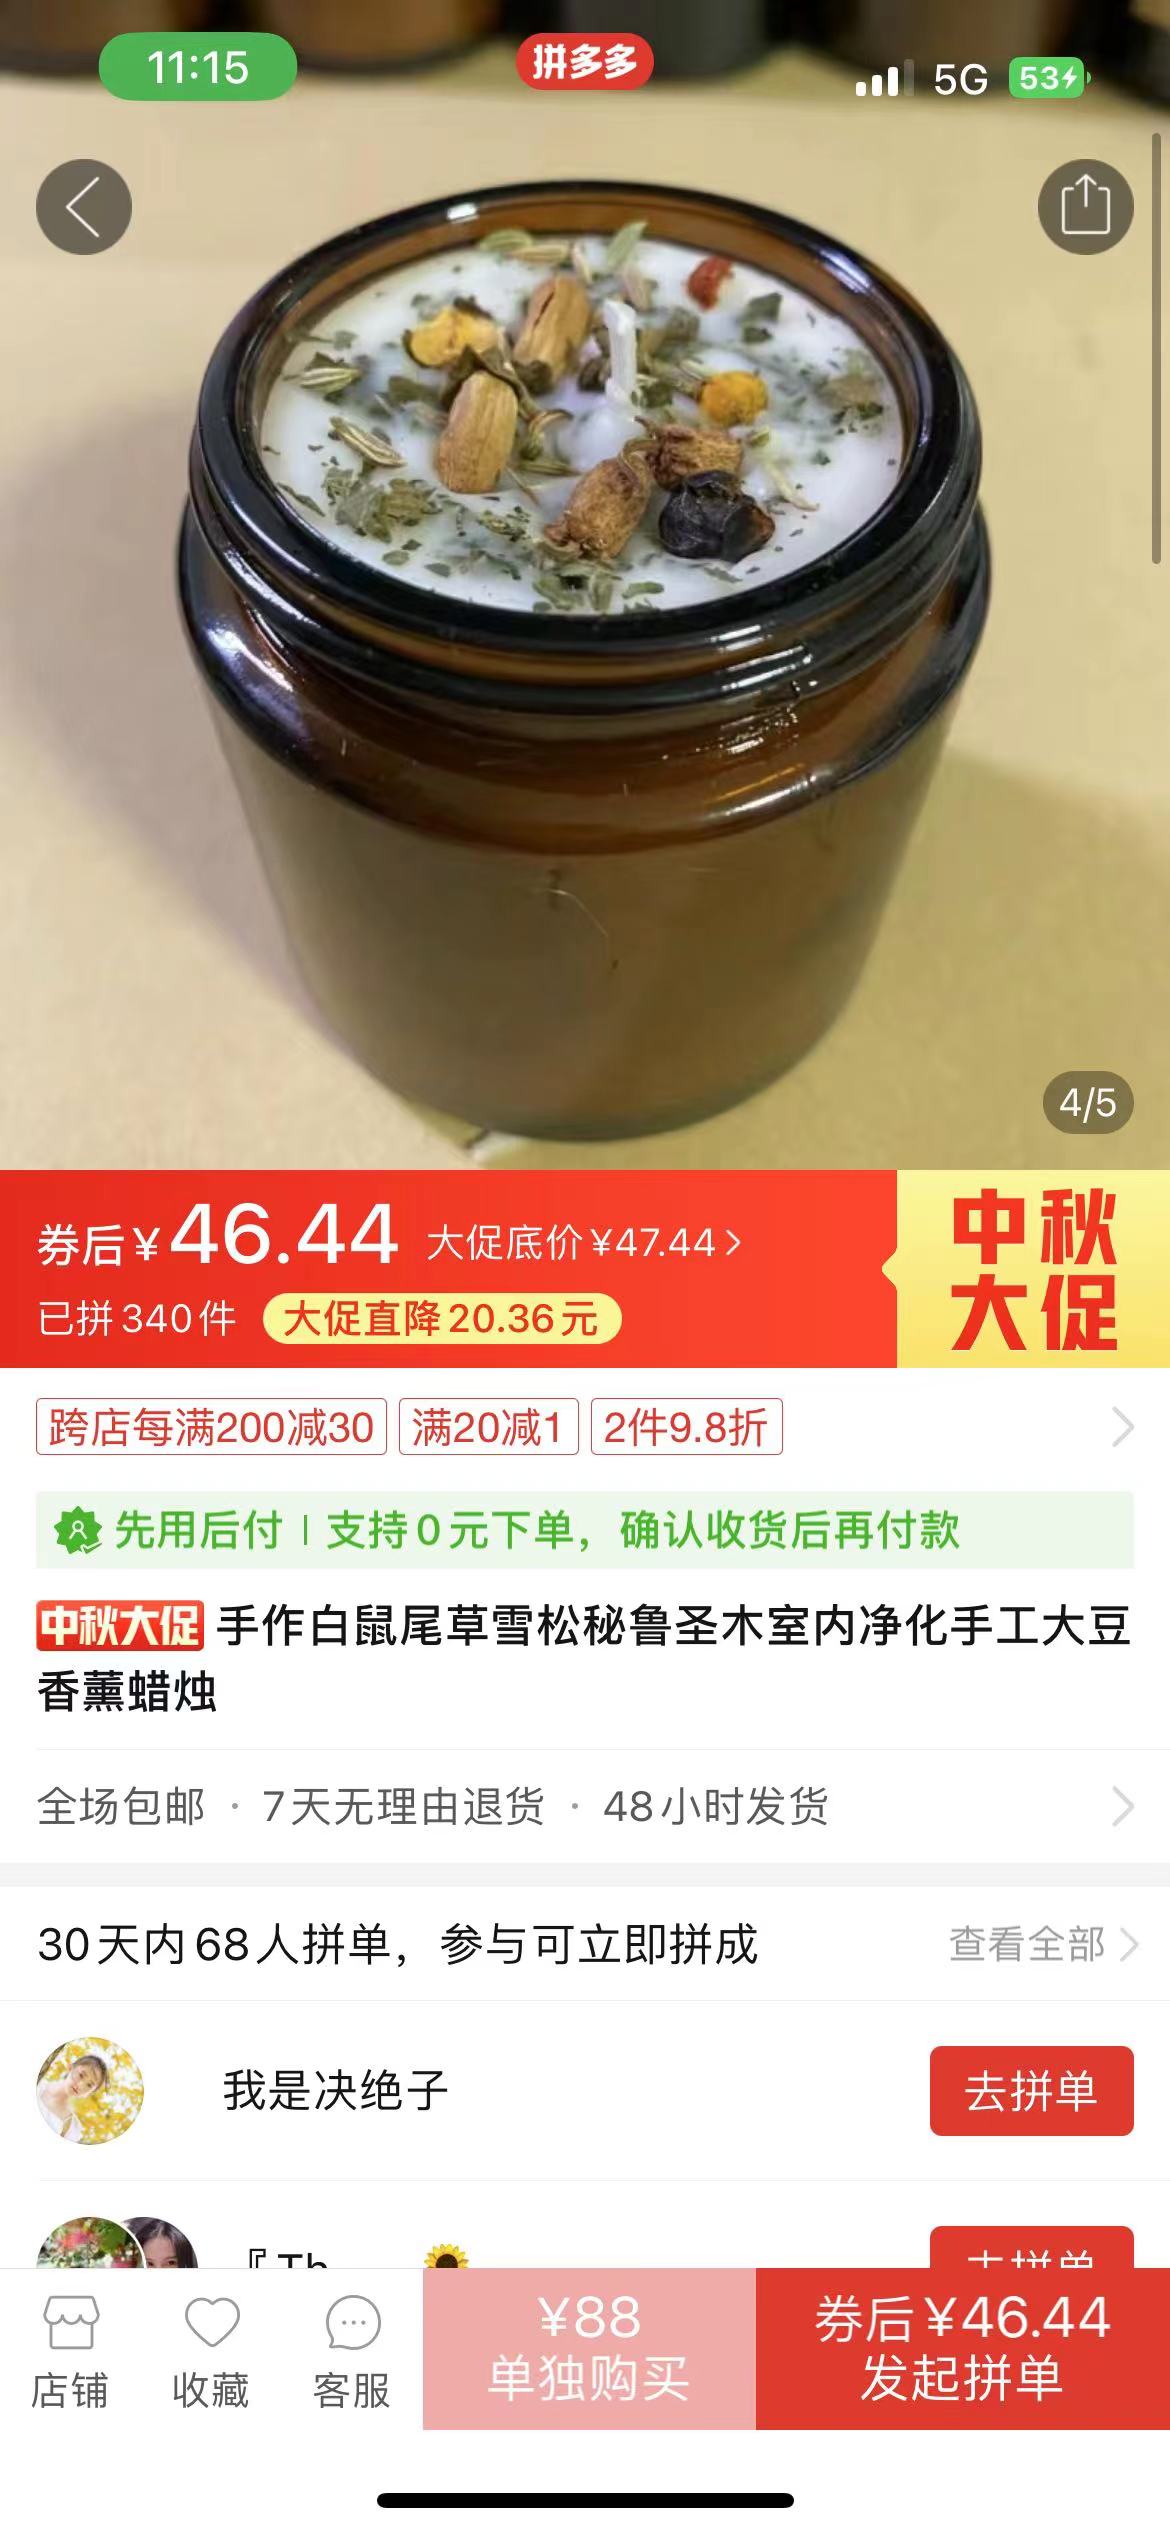 11:15
拼多多
5G
53
4/5
券后¥46.44 大促底价¥47.44
已拼340件 大促直降20.36元
中秋
大促
跨店每满200减30 满20减1 2件9.8折
先用后付 | 支持0元下单，确认收货后再付款
中秋大促 手作白鼠尾草雪松秘鲁圣木室内净化手工大豆
香薰蜡烛
全场包邮 · 7天无理由退货 · 48小时发货
30天内68人拼单，参与可立即拼成 查看全部
我是决绝子 去拼单
『Th 去拼单
店铺 收藏 客服
¥88
单独购买
券后¥46.44
发起拼单